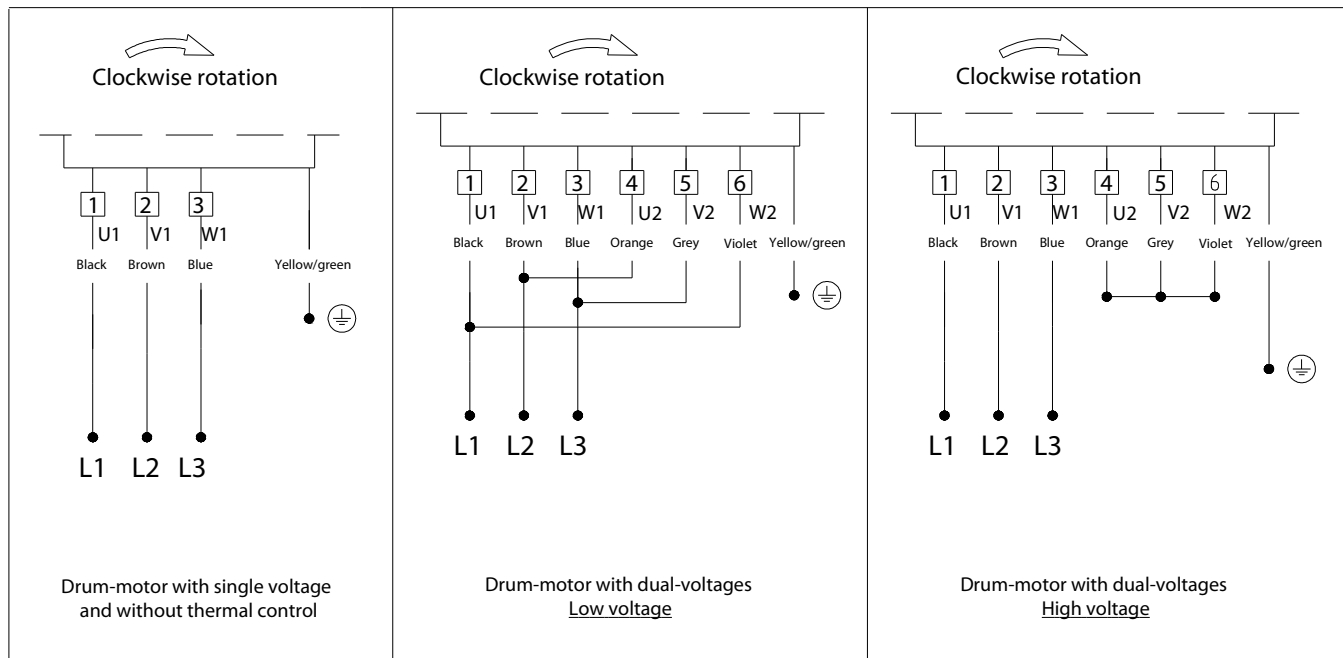 Clockwise rotation
1 2 3
U1 V1 W1
Black Brown Blue Yellow/green
L1 L2 L3
Drum-motor with single voltage
and without thermal control
Clockwise rotation
1 2 3 4 5 6
U1 V1 W1 U2 V2 W2
Black Brown Blue Orange Grey Violet Yellow/green
L1 L2 L3
Drum-motor with dual-voltages
Low voltage
Clockwise rotation
1 2 3 4 5 6
U1 V1 W1 U2 V2 W2
Black Brown Blue Orange Grey Violet Yellow/green
L1 L2 L3
Drum-motor with dual-voltages
High voltage